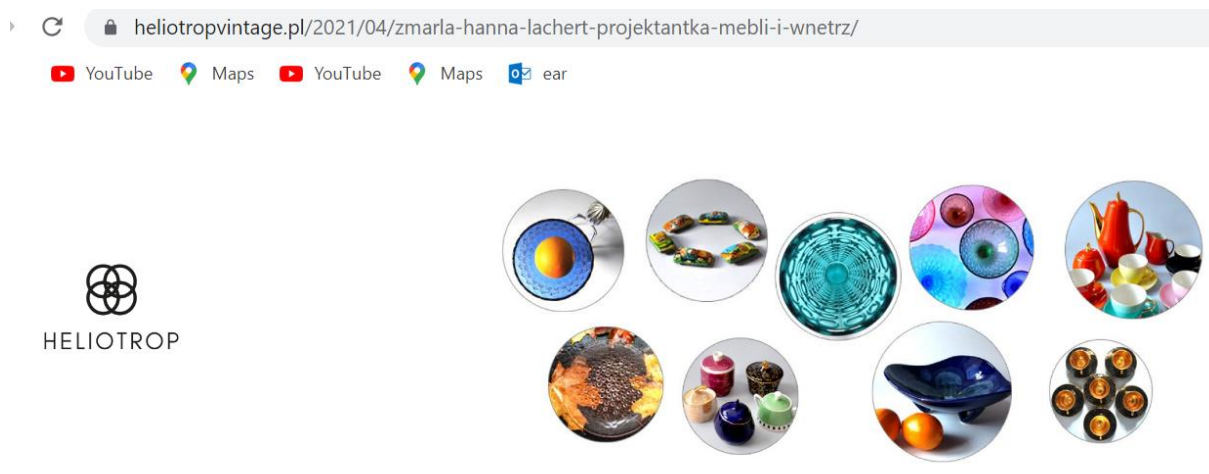 heliotropvintage.pl/2021/04/zmarla-hanna-lachert-projektantka-mebli-i-wnetrz/
YouTube Maps YouTube Maps ear
HELIOTROP